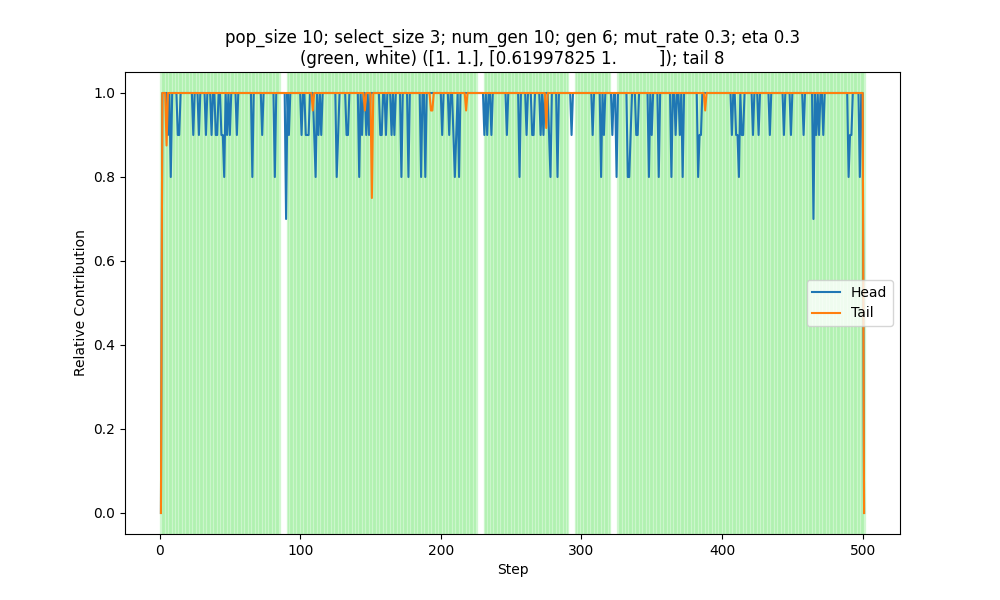 pop_size 10; select_size 3; num_gen 10; gen 6; mut_rate 0.3; eta 0.3
(green, white) ([1. 1.], [0.61997825 1.         ]); tail 8
1.0
0.8
0.6
0.4
0.2
0.0
Relative Contribution
Head
Tail
0 100 200 300 400 500
Step